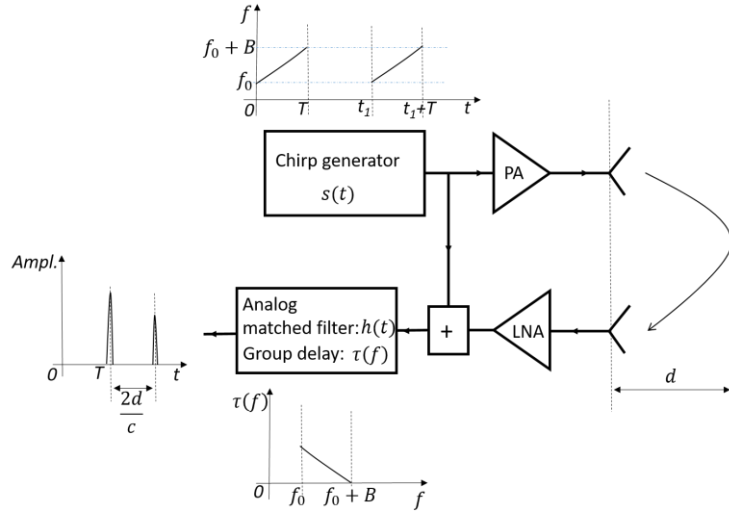 f
f₀ + B
f₀
0 T t₁ t₁+T t
Chirp generator
s(t)
PA
Ampl.
0 T t
2d
c
Analog
matched filter: h(t)
Group delay: τ(f)
+
LNA
d
τ(f)
0 f₀ f₀ + B f